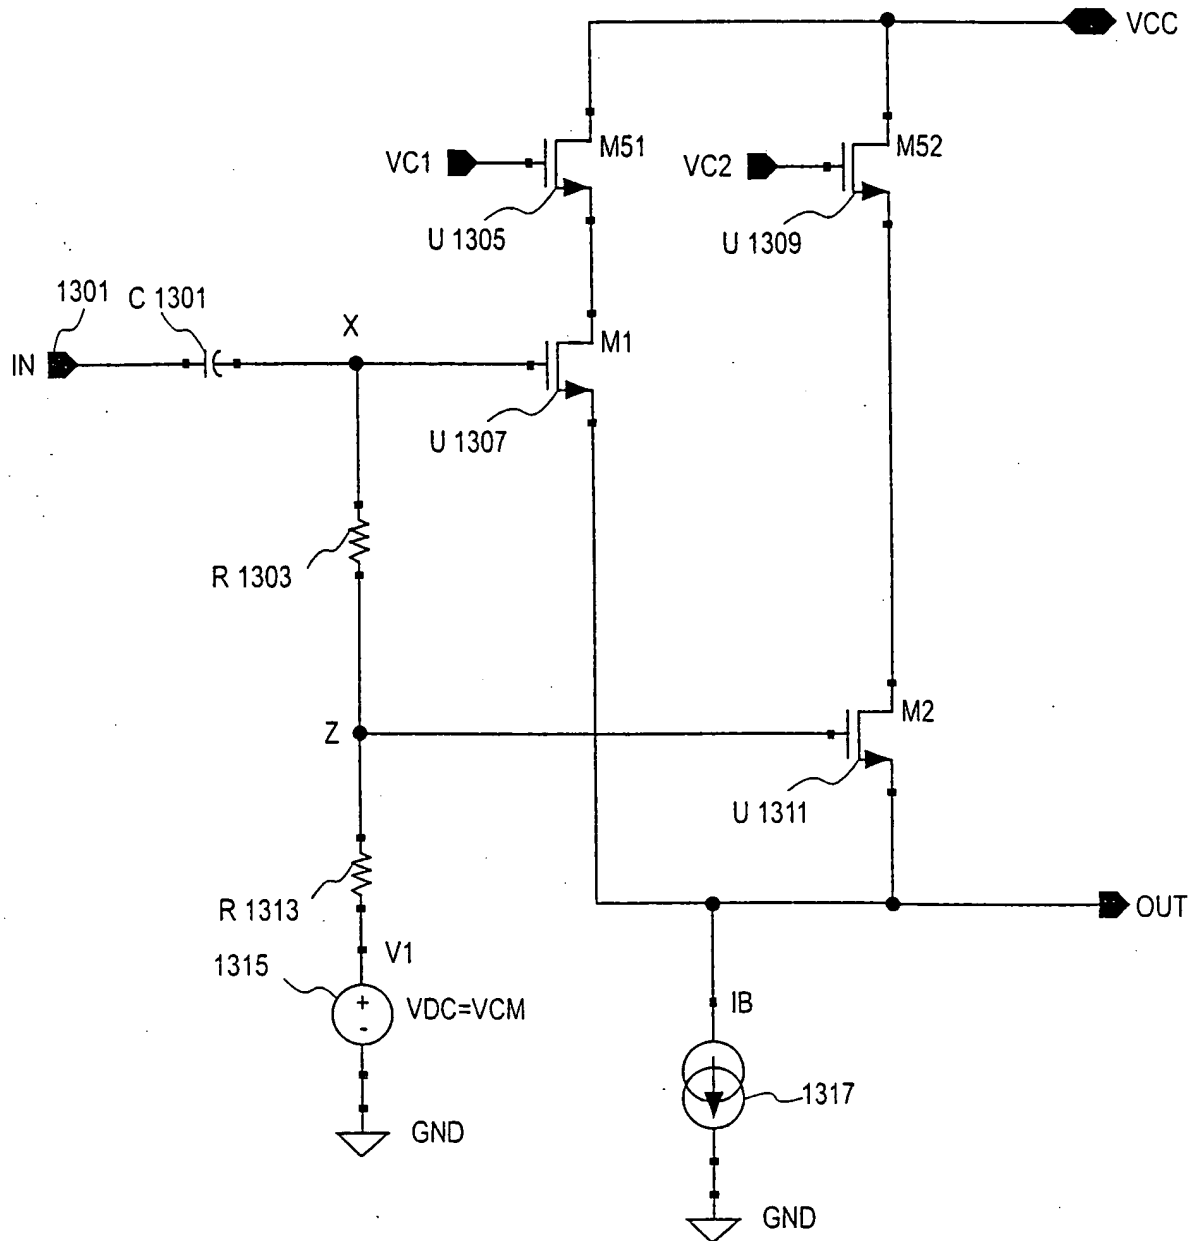 VCC
M51
M52
VC1
VC2
U 1305
U 1309
1301
C 1301
X
M1
IN
U 1307
R 1303
Z
M2
U 1311
R 1313
OUT
V1
1315
VDC=VCM
+
-
IB
1317
GND
GND